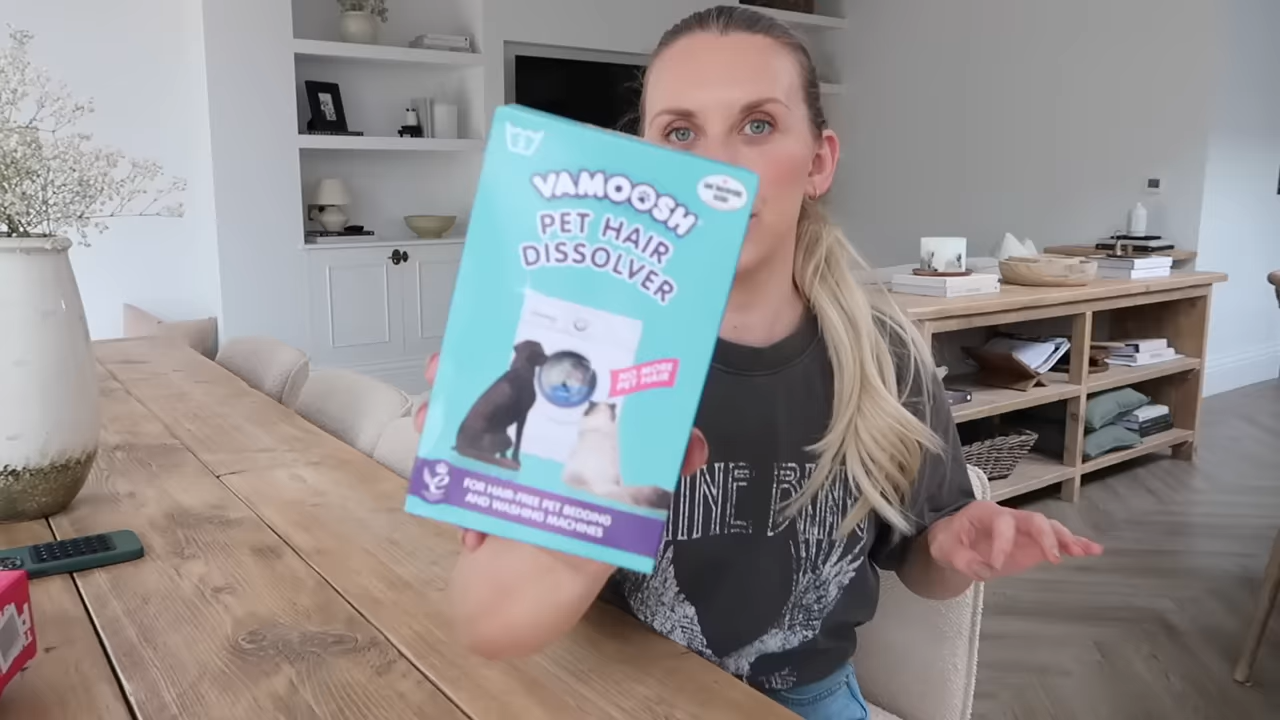 VAMOOSH
PET HAIR
DISSOLVER
NO MORE
PET HAIR
FOR HAIR-FREE PET BEDDING
AND WASHING MACHINES